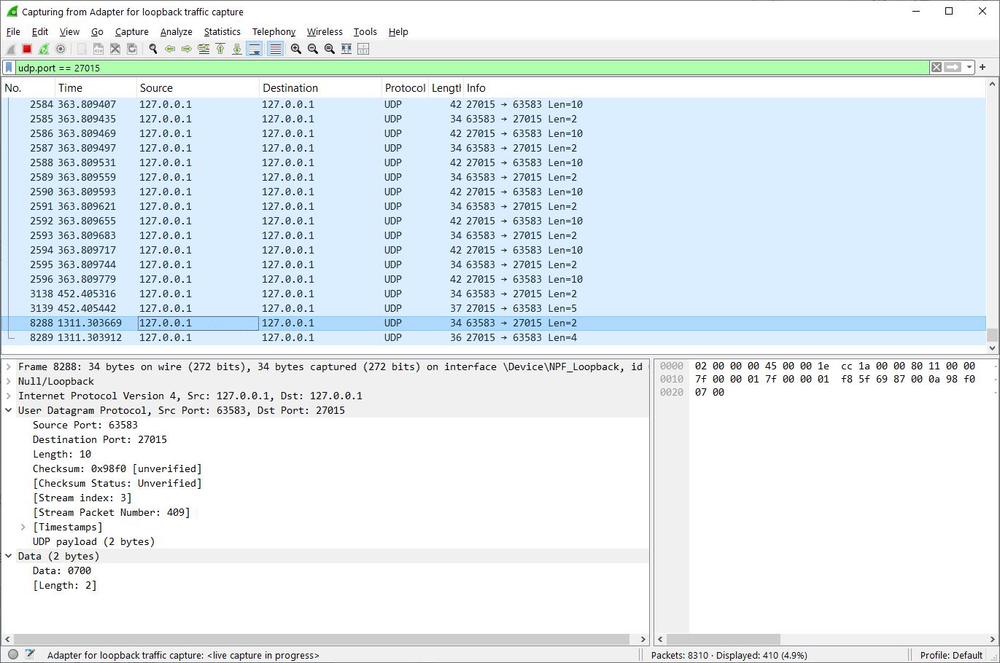 Capturing from Adapter for loopback traffic capture
File Edit View Go Capture Analyze Statistics Telephony Wireless Tools Help
udp.port == 27015
No. Time Source Destination Protocol Length Info
2584 363.809407 127.0.0.1 127.0.0.1 UDP 42 27015 → 63583 Len=10
2585 363.809435 127.0.0.1 127.0.0.1 UDP 34 63583 → 27015 Len=2
2586 363.809469 127.0.0.1 127.0.0.1 UDP 42 27015 → 63583 Len=10
2587 363.809497 127.0.0.1 127.0.0.1 UDP 34 63583 → 27015 Len=2
2588 363.809531 127.0.0.1 127.0.0.1 UDP 42 27015 → 63583 Len=10
2589 363.809559 127.0.0.1 127.0.0.1 UDP 34 63583 → 27015 Len=2
2590 363.809593 127.0.0.1 127.0.0.1 UDP 42 27015 → 63583 Len=10
2591 363.809621 127.0.0.1 127.0.0.1 UDP 34 63583 → 27015 Len=2
2592 363.809655 127.0.0.1 127.0.0.1 UDP 42 27015 → 63583 Len=10
2593 363.809683 127.0.0.1 127.0.0.1 UDP 34 63583 → 27015 Len=2
2594 363.809717 127.0.0.1 127.0.0.1 UDP 42 27015 → 63583 Len=10
2595 363.809744 127.0.0.1 127.0.0.1 UDP 34 63583 → 27015 Len=2
2596 363.809779 127.0.0.1 127.0.0.1 UDP 42 27015 → 63583 Len=10
3138 452.405316 127.0.0.1 127.0.0.1 UDP 34 63583 → 27015 Len=2
3139 452.405442 127.0.0.1 127.0.0.1 UDP 37 27015 → 63583 Len=5
8288 1311.303669 127.0.0.1 127.0.0.1 UDP 34 63583 → 27015 Len=2
8289 1311.303912 127.0.0.1 127.0.0.1 UDP 36 27015 → 63583 Len=4
Frame 8288: 34 bytes on wire (272 bits), 34 bytes captured (272 bits) on interface \Device\NPF_Loopback, id
Null/Loopback
Internet Protocol Version 4, Src: 127.0.0.1, Dst: 127.0.0.1
User Datagram Protocol, Src Port: 63583, Dst Port: 27015
Source Port: 63583
Destination Port: 27015
Length: 10
Checksum: 0x98f0 [unverified]
[Checksum Status: Unverified]
[Stream index: 3]
[Stream Packet Number: 409]
[Timestamps]
UDP payload (2 bytes)
Data (2 bytes)
Data: 0700
[Length: 2]
0000 02 00 00 00 45 00 00 1e cc 1a 00 00 80 11 00 00
0010 7f 00 00 01 7f 00 00 01 f8 5f 69 87 00 0a 98 f0
0020 07 00
Adapter for loopback traffic capture: <live capture in progress>
Packets: 8310 · Displayed: 410 (4.9%)
Profile: Default